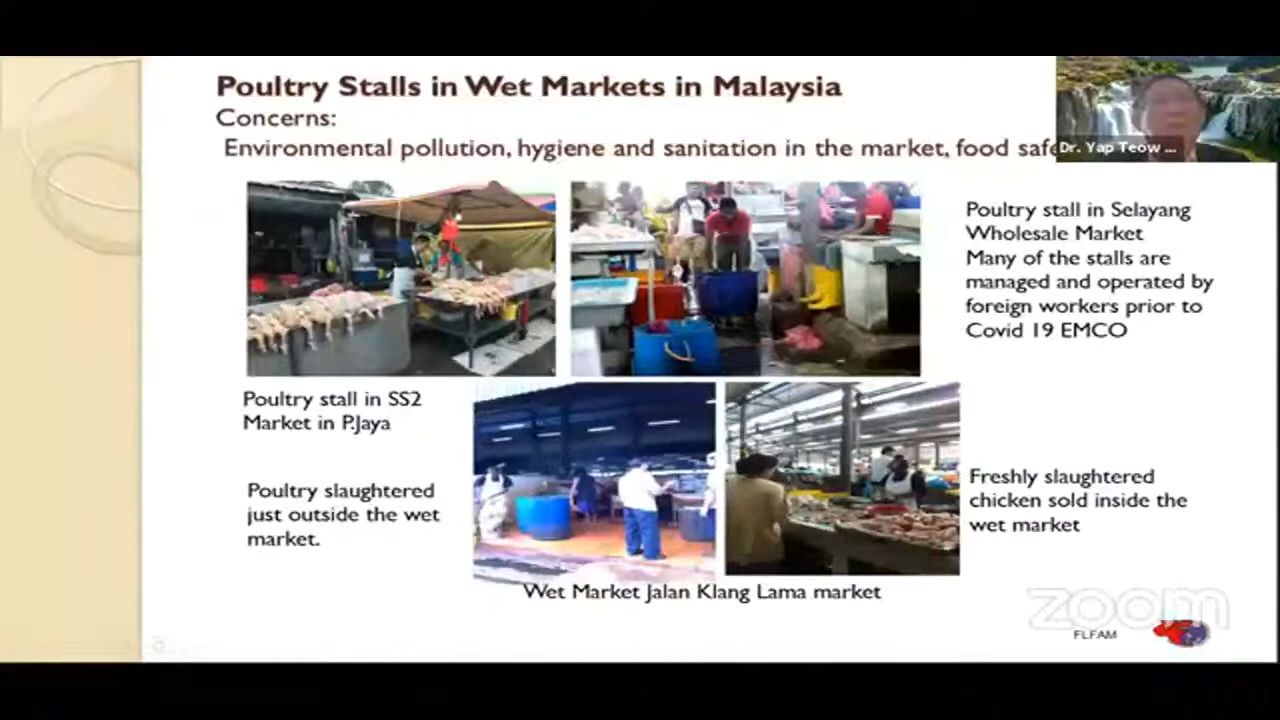 Poultry Stalls in Wet Markets in Malaysia
Concerns:
Environmental pollution, hygiene and sanitation in the market, food safe
Dr. Yap Teow ...
Poultry stall in Selayang
Wholesale Market
Many of the stalls are
managed and operated by
foreign workers prior to
Covid 19 EMCO
Poultry stall in SS2
Market in P.Jaya
Poultry slaughtered
just outside the wet
market.
Freshly slaughtered
chicken sold inside the
wet market
Wet Market Jalan Klang Lama market
zoom
FLFAM